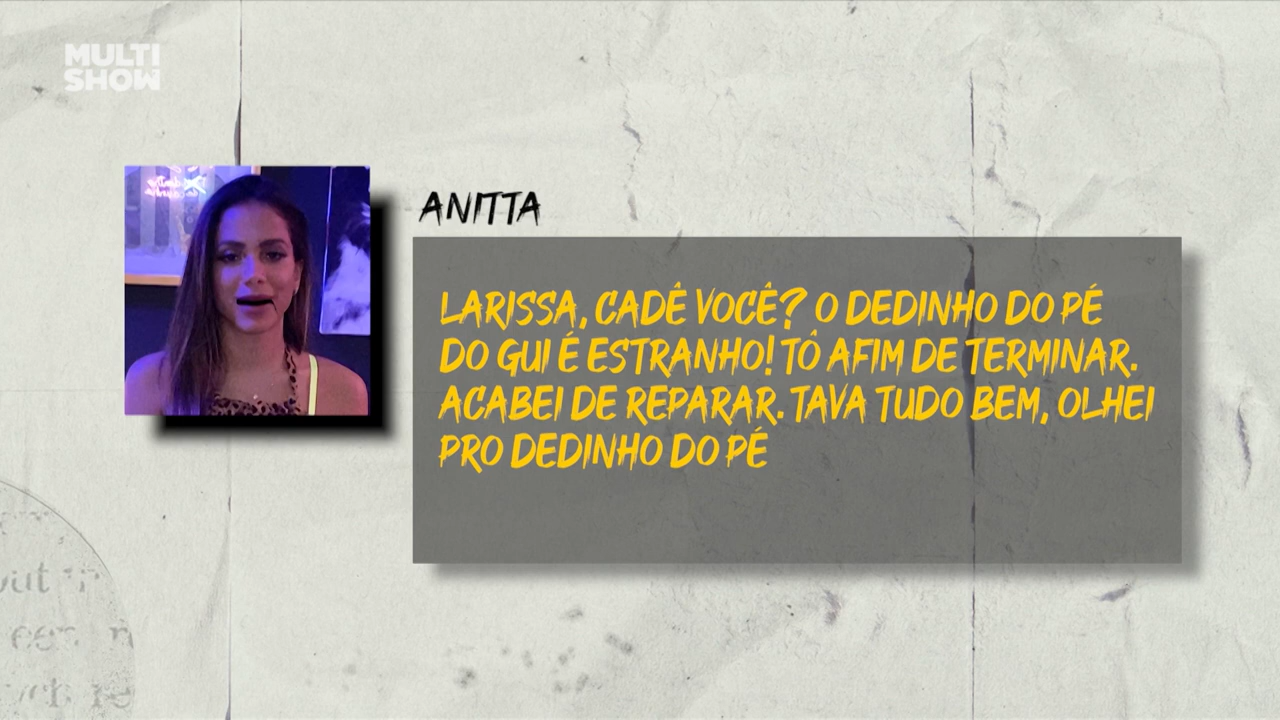 MULTI
SHOW
ANITTA
LARISSA, CADÊ VOCÊ? O DEDINHO DO PÉ
DO GUI É ESTRANHO! TÔ AFIM DE TERMINAR.
ACABEI DE REPARAR. TAVA TUDO BEM, OLHEI
PRO DEDINHO DO PÉ